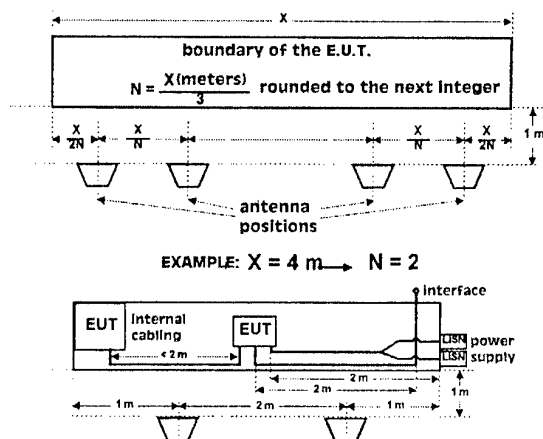 X
boundary of the E.U.T.
N = X(meters) / 3 rounded to the next integer
X/2N X/N X/N X/2N 1 m
antenna
positions
EXAMPLE: X = 4 m → N = 2
interface
EUT Internal EUT LISN power
cabling LISN supply
< 2 m
2 m
2 m
1 m 2 m 1 m 1 m